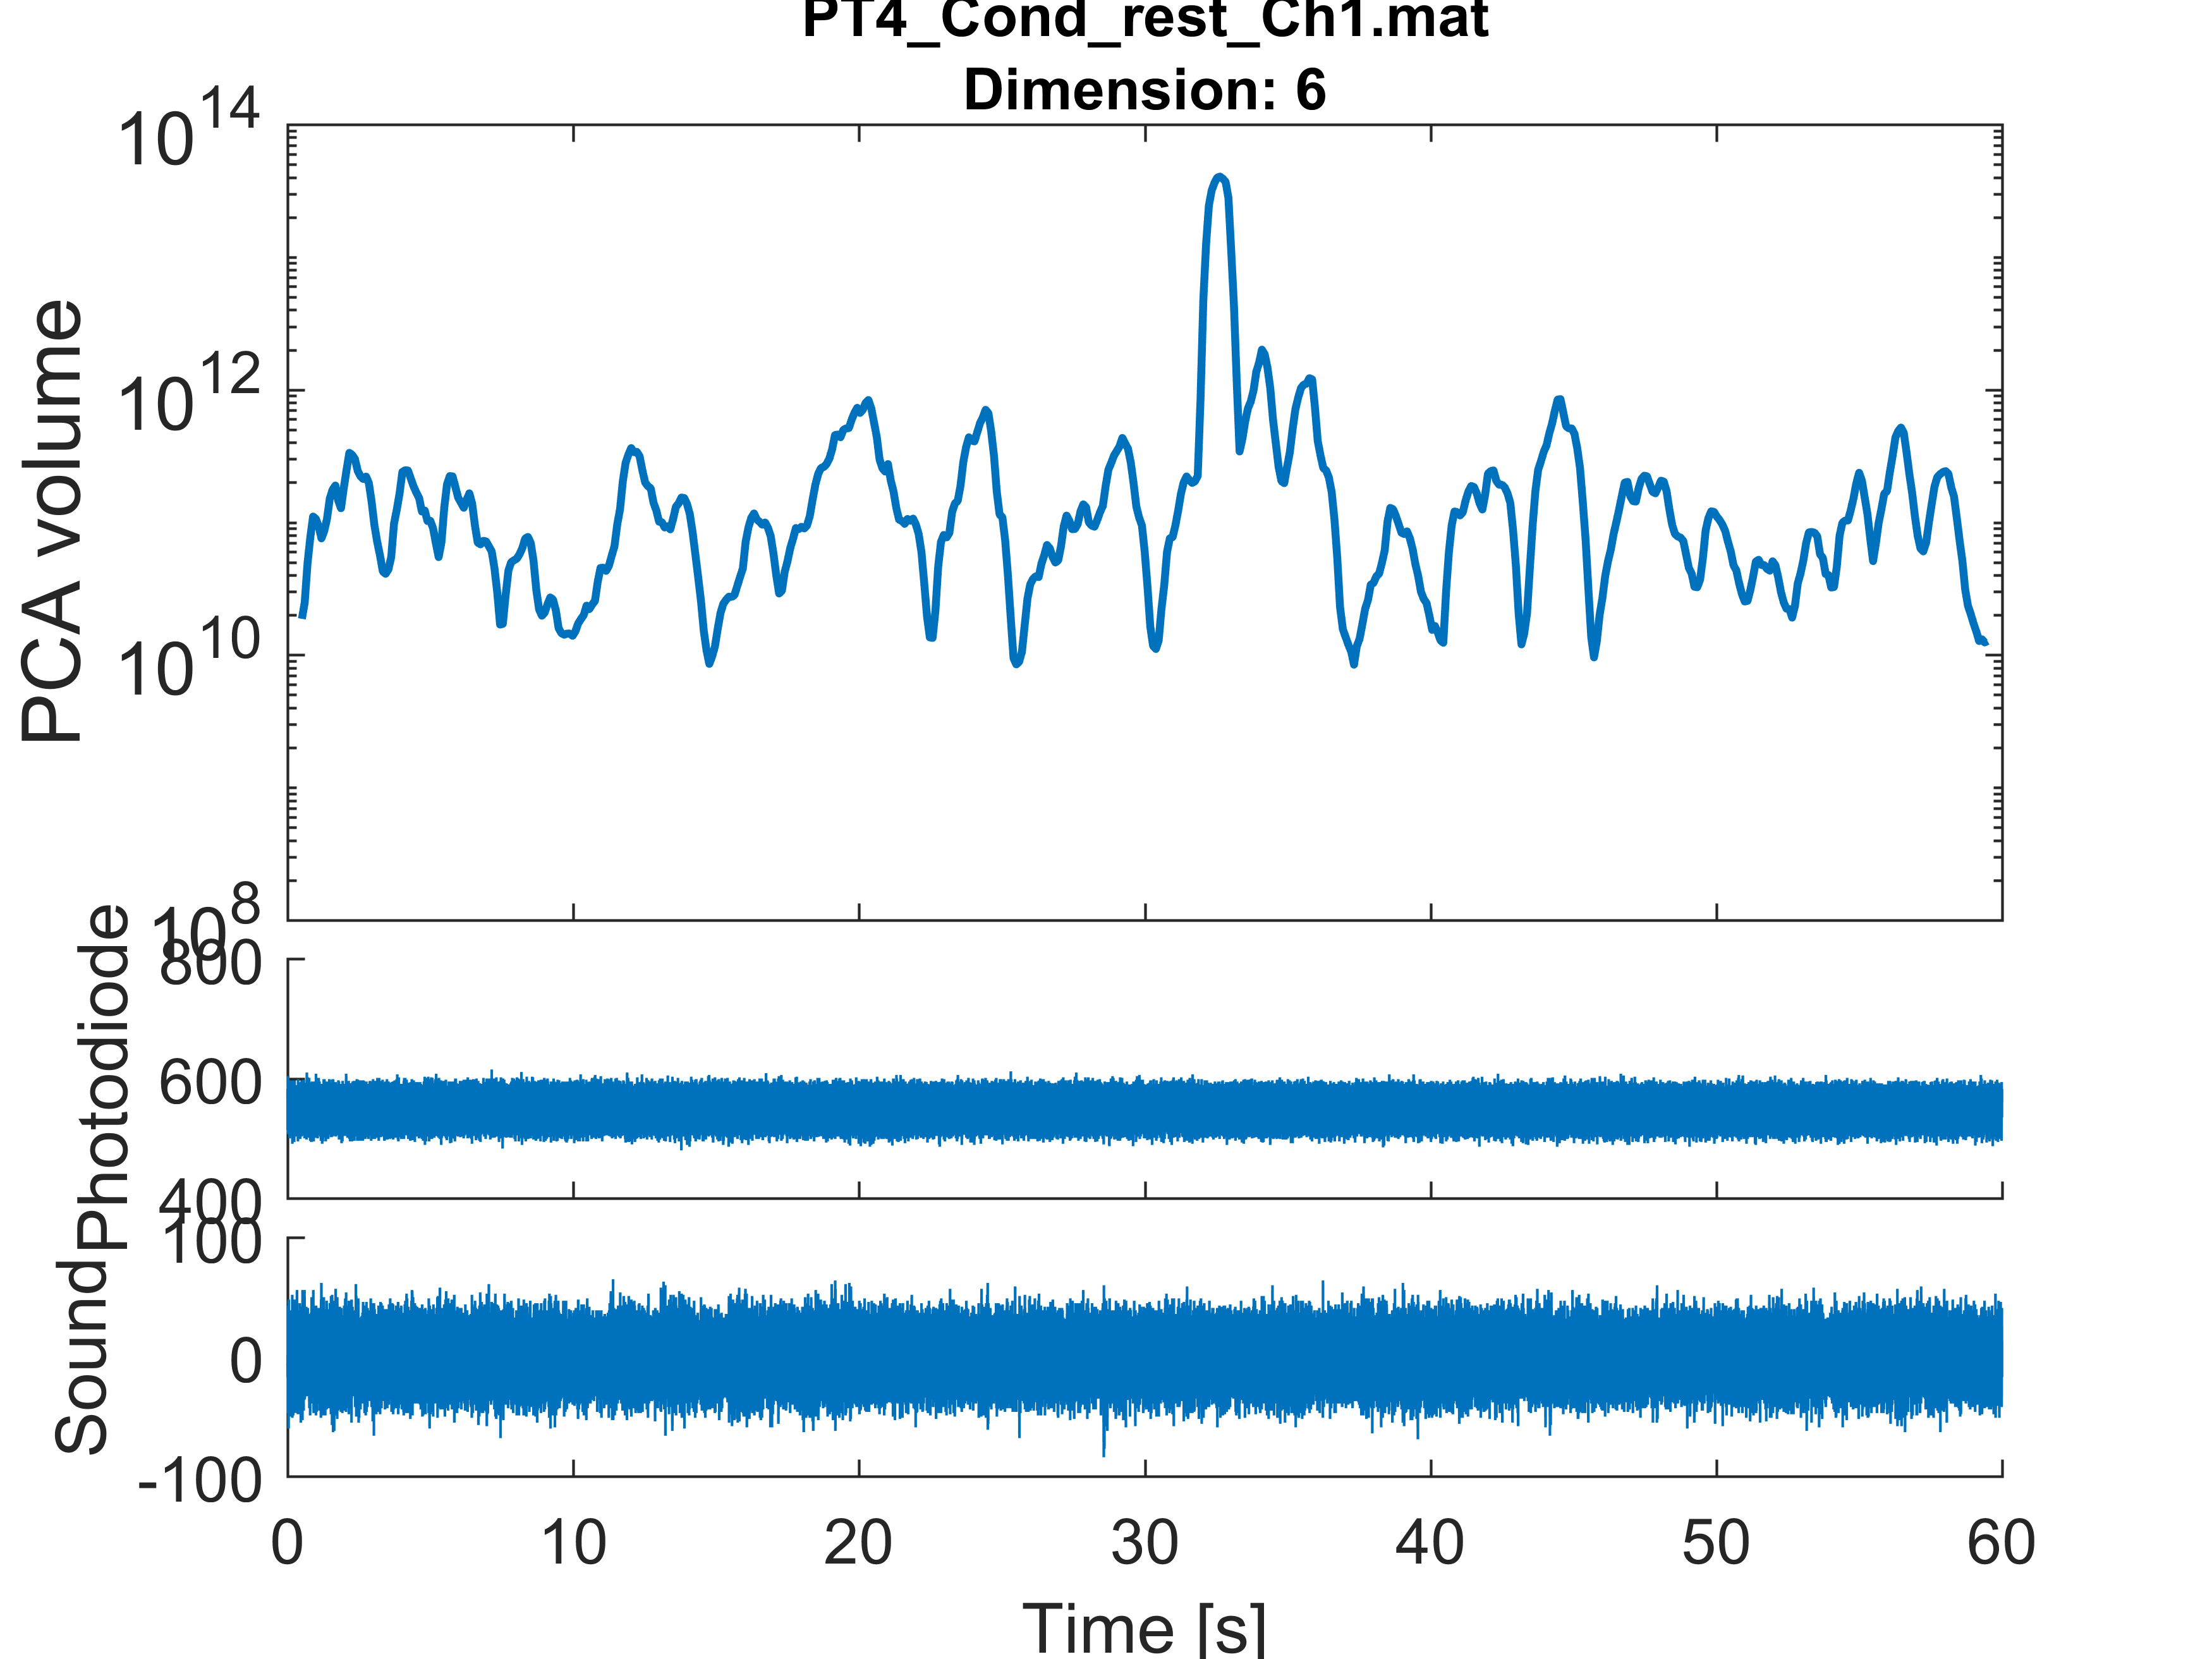 PT4_Cond_rest_Ch1.mat
Dimension: 6
PCA volume
10^14
10^12
10^10
10^8
Photodiode
800
600
400
Sound
100
0
-100
0 10 20 30 40 50 60
Time [s]